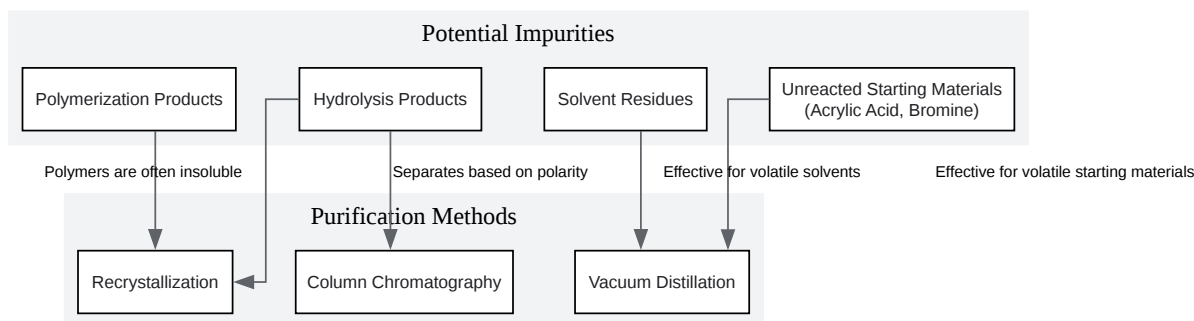 Potential Impurities
Polymerization Products
Hydrolysis Products
Solvent Residues
Unreacted Starting Materials
(Acrylic Acid, Bromine)
Polymers are often insoluble
Separates based on polarity
Effective for volatile solvents
Effective for volatile starting materials
Purification Methods
Recrystallization
Column Chromatography
Vacuum Distillation